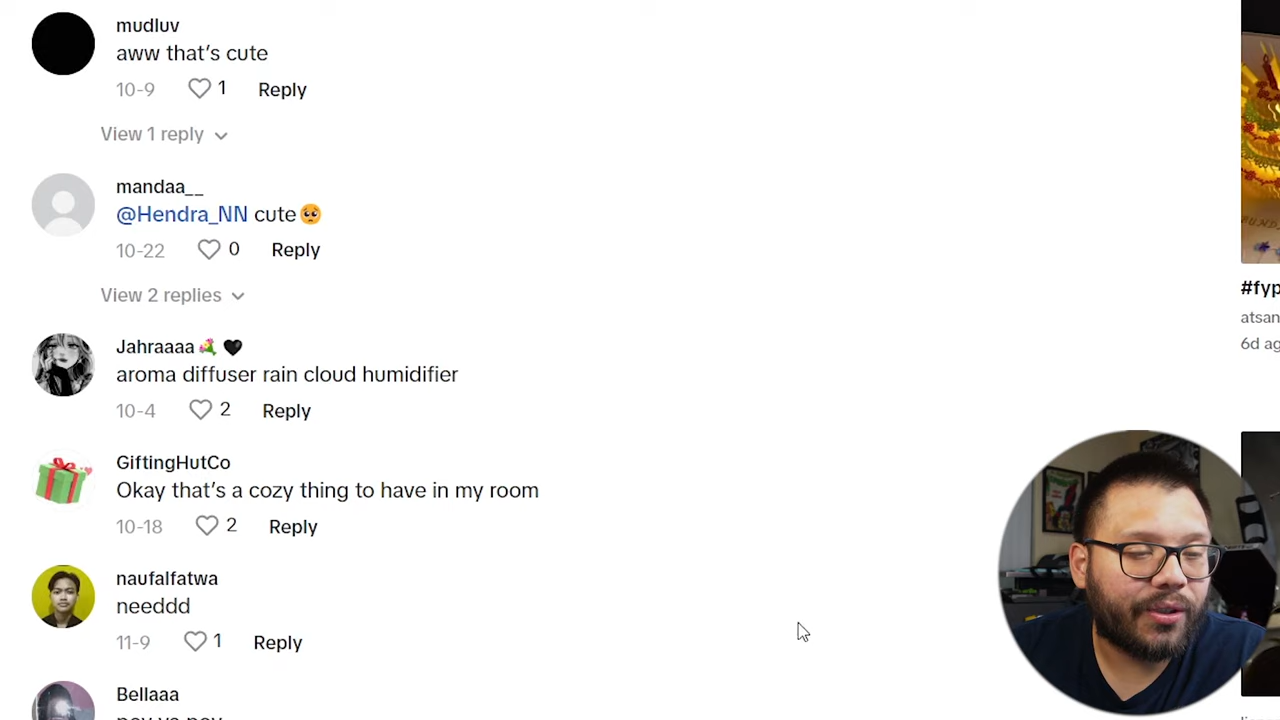 mudluv
aww that's cute
10-9 1 Reply
View 1 reply
mandaa__
@Hendra_NN cute🥺
10-22 0 Reply
View 2 replies
Jahraaaa💐🖤
aroma diffuser rain cloud humidifier
10-4 2 Reply
GiftingHutCo
Okay that's a cozy thing to have in my room
10-18 2 Reply
naufalfatwa
needdd
11-9 1 Reply
Bellaaa
#fyp
atsan
6d ag